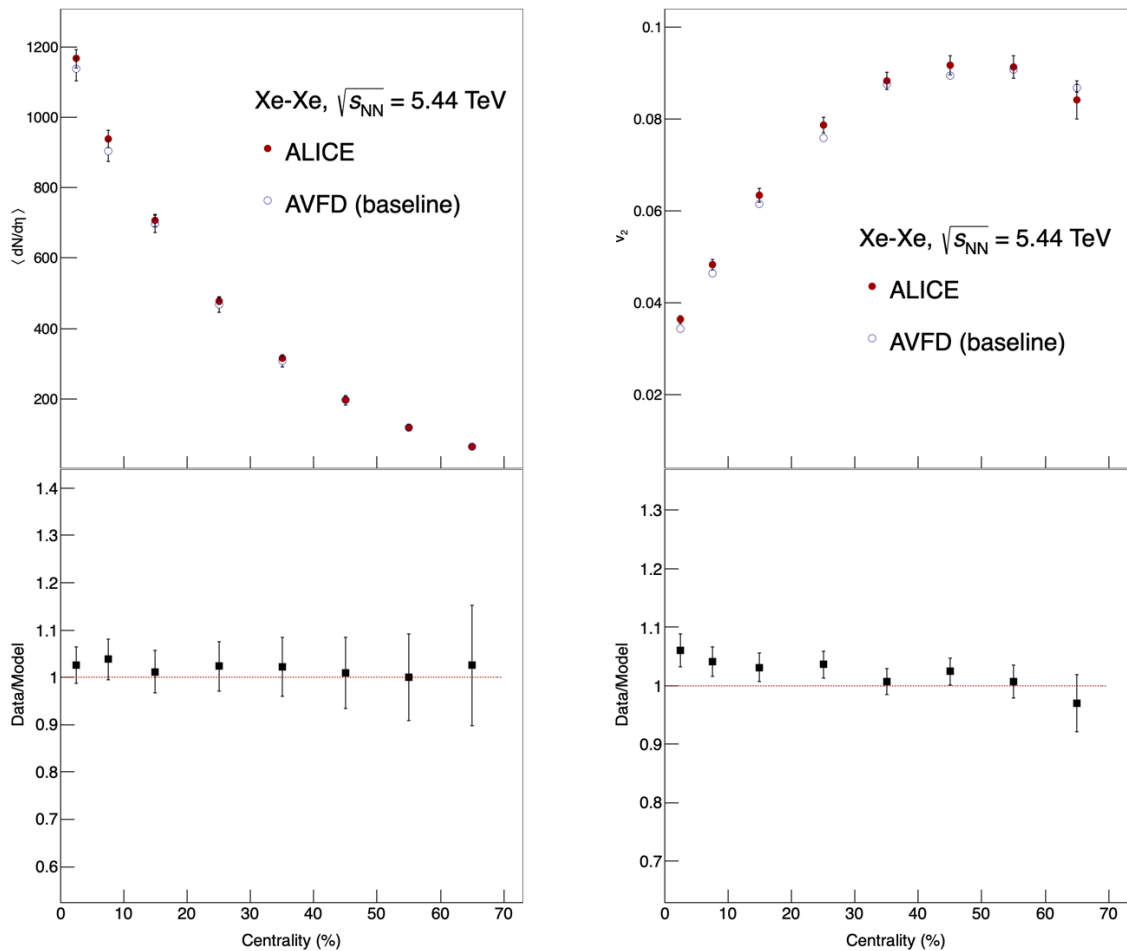 1200
1000
800
600
400
200
⟨ dN/dη ⟩
Xe-Xe, √s_NN = 5.44 TeV
ALICE
AVFD (baseline)
1.4
1.3
1.2
1.1
1
0.9
0.8
0.7
0.6
Data/Model
0 10 20 30 40 50 60 70
Centrality (%)
0.1
0.08
0.06
0.04
0.02
v₂
Xe-Xe, √s_NN = 5.44 TeV
ALICE
AVFD (baseline)
1.3
1.2
1.1
1
0.9
0.8
0.7
Data/Model
0 10 20 30 40 50 60 70
Centrality (%)